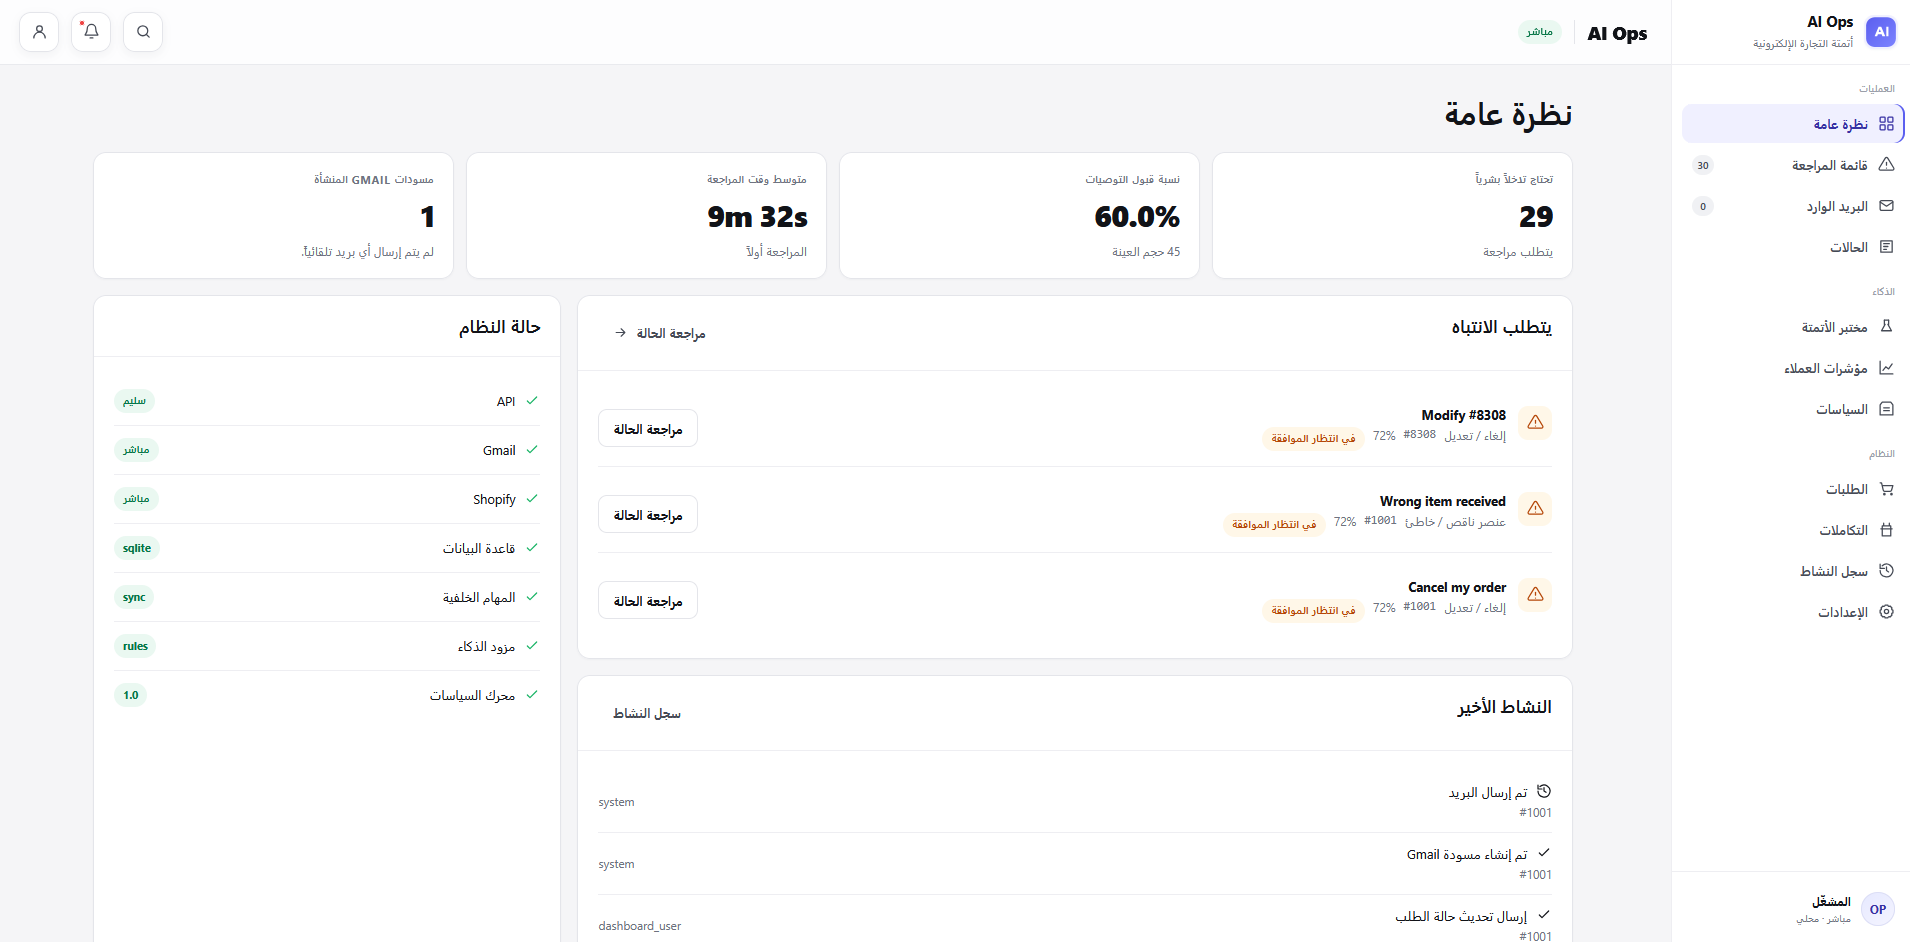 AI
AI Ops
أتمتة التجارة الإلكترونية
العمليات
نظرة عامة
قائمة المراجعة
30
البريد الوارد
0
الحالات
الذكاء
مختبر الأتمتة
مؤشرات العملاء
السياسات
النظام
الطلبات
التكاملات
سجل النشاط
الإعدادات
OP
المشغّل
مباشر · محلي
AI Ops
مباشر
نظرة عامة
تحتاج تدخلاً بشرياً
29
يتطلب مراجعة
نسبة قبول التوصيات
60.0%
45 حجم العينة
متوسط وقت المراجعة
9m 32s
المراجعة أولاً
مسودات GMAIL المنشأة
1
لم يتم إرسال أي بريد تلقائياً.
يتطلب الانتباه
مراجعة الحالة
Modify #8308
إلغاء / تعديل #8308 72% في انتظار الموافقة
مراجعة الحالة
Wrong item received
عنصر ناقص / خاطئ #1001 72% في انتظار الموافقة
مراجعة الحالة
Cancel my order
إلغاء / تعديل #1001 72% في انتظار الموافقة
مراجعة الحالة
حالة النظام
API سليم
Gmail مباشر
Shopify مباشر
قاعدة البيانات sqlite
المهام الخلفية sync
مزود الذكاء rules
محرك السياسات 1.0
النشاط الأخير
سجل النشاط
تم إرسال البريد
#1001
system
تم إنشاء مسودة Gmail
#1001
system
إرسال تحديث حالة الطلب
#1001
dashboard_user